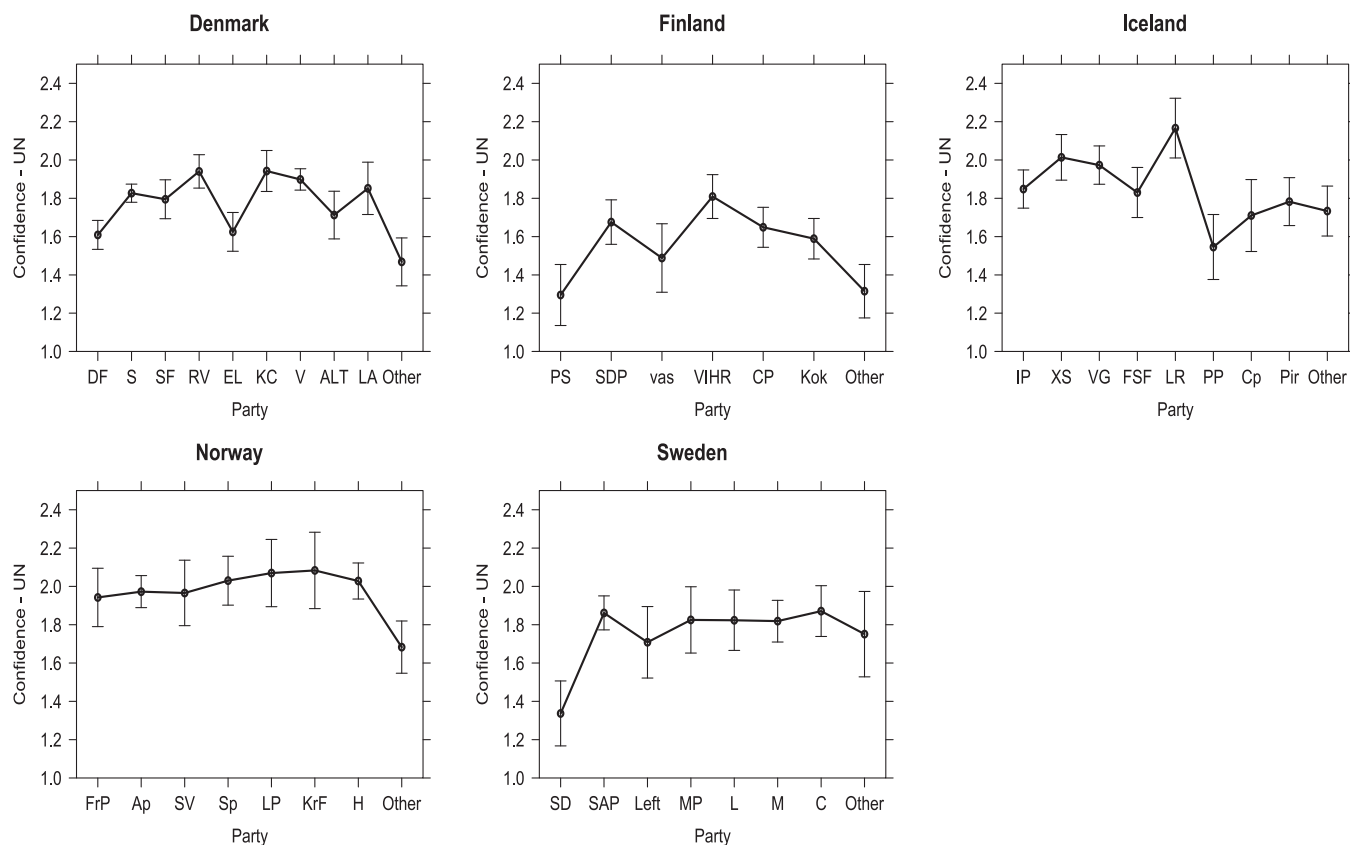 Denmark
Confidence - UN
2.4
2.2
2.0
1.8
1.6
1.4
1.2
1.0
DF S SF RV EL KC V ALT LA Other
Party
Finland
Confidence - UN
2.4
2.2
2.0
1.8
1.6
1.4
1.2
1.0
PS SDP vas VIHR CP Kok Other
Party
Iceland
Confidence - UN
2.4
2.2
2.0
1.8
1.6
1.4
1.2
1.0
IP XS VG FSF LR PP Cp Pir Other
Party
Norway
Confidence - UN
2.4
2.2
2.0
1.8
1.6
1.4
1.2
1.0
FrP Ap SV Sp LP KrF H Other
Party
Sweden
Confidence - UN
2.4
2.2
2.0
1.8
1.6
1.4
1.2
1.0
SD SAP Left MP L M C Other
Party